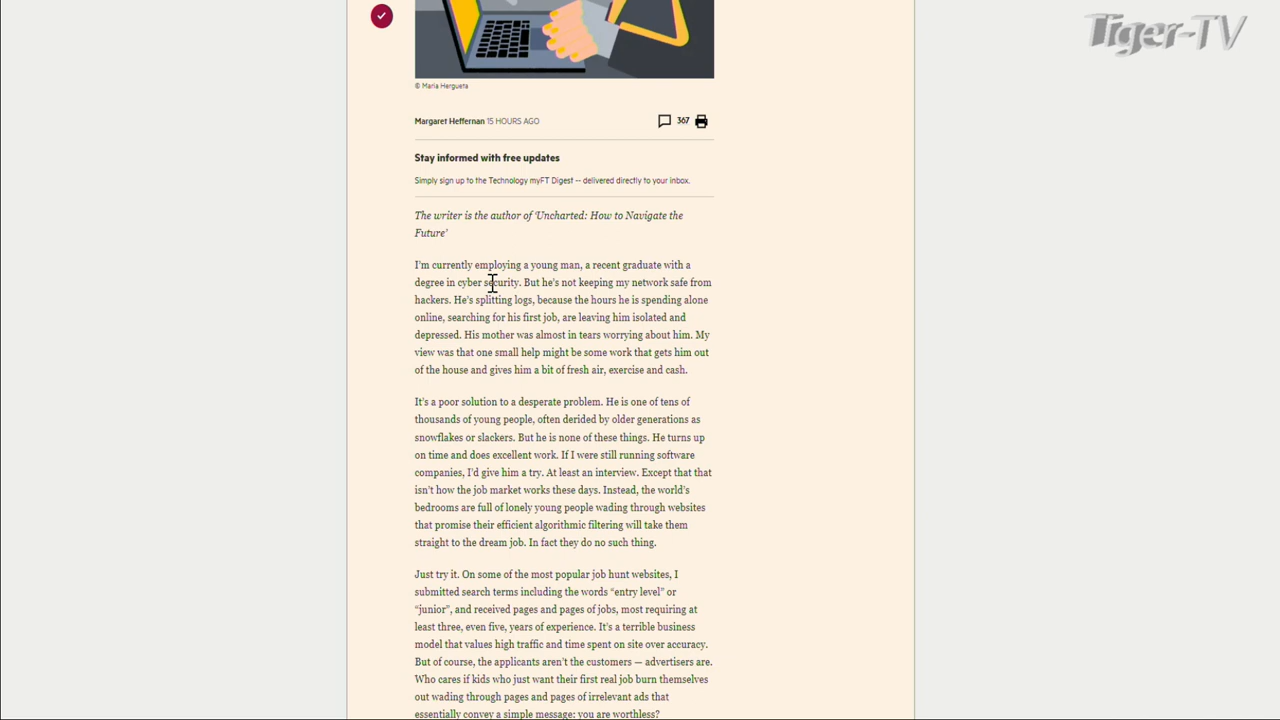 Tiger-TV
© Maria Hergueta
Margaret Heffernan 15 HOURS AGO
367
Stay informed with free updates
Simply sign up to the Technology myFT Digest -- delivered directly to your inbox.
The writer is the author of ‘Uncharted: How to Navigate the
Future’
I’m currently employing a young man, a recent graduate with a
degree in cyber security. But he’s not keeping my network safe from
hackers. He’s splitting logs, because the hours he is spending alone
online, searching for his first job, are leaving him isolated and
depressed. His mother was almost in tears worrying about him. My
view was that one small help might be some work that gets him out
of the house and gives him a bit of fresh air, exercise and cash.
It’s a poor solution to a desperate problem. He is one of tens of
thousands of young people, often derided by older generations as
snowflakes or slackers. But he is none of these things. He turns up
on time and does excellent work. If I were still running software
companies, I’d give him a try. At least an interview. Except that that
isn’t how the job market works these days. Instead, the world’s
bedrooms are full of lonely young people wading through websites
that promise their efficient algorithmic filtering will take them
straight to the dream job. In fact they do no such thing.
Just try it. On some of the most popular job hunt websites, I
submitted search terms including the words “entry level” or
“junior”, and received pages and pages of jobs, most requiring at
least three, even five, years of experience. It’s a terrible business
model that values high traffic and time spent on site over accuracy.
But of course, the applicants aren’t the customers — advertisers are.
Who cares if kids who just want their first real job burn themselves
out wading through pages and pages of irrelevant ads that
essentially convey a simple message: you are worthless?